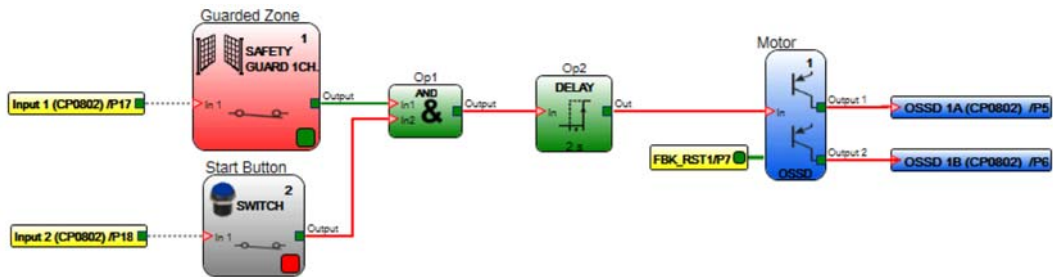 Guarded Zone
1
SAFETY
GUARD 1CH.
Input 1 (CP0802) /P17
In 1
Output
Start Button
2
SWITCH
Input 2 (CP0802) /P18
In 1
Output
Op1
AND
&
In1
In2
Output
Op2
DELAY
In
Out
2 s
Motor
1
In
Output 1
Output 2
OSSD
FBK_RST1/P7
OSSD 1A (CP0802) /P5
OSSD 1B (CP0802) /P6